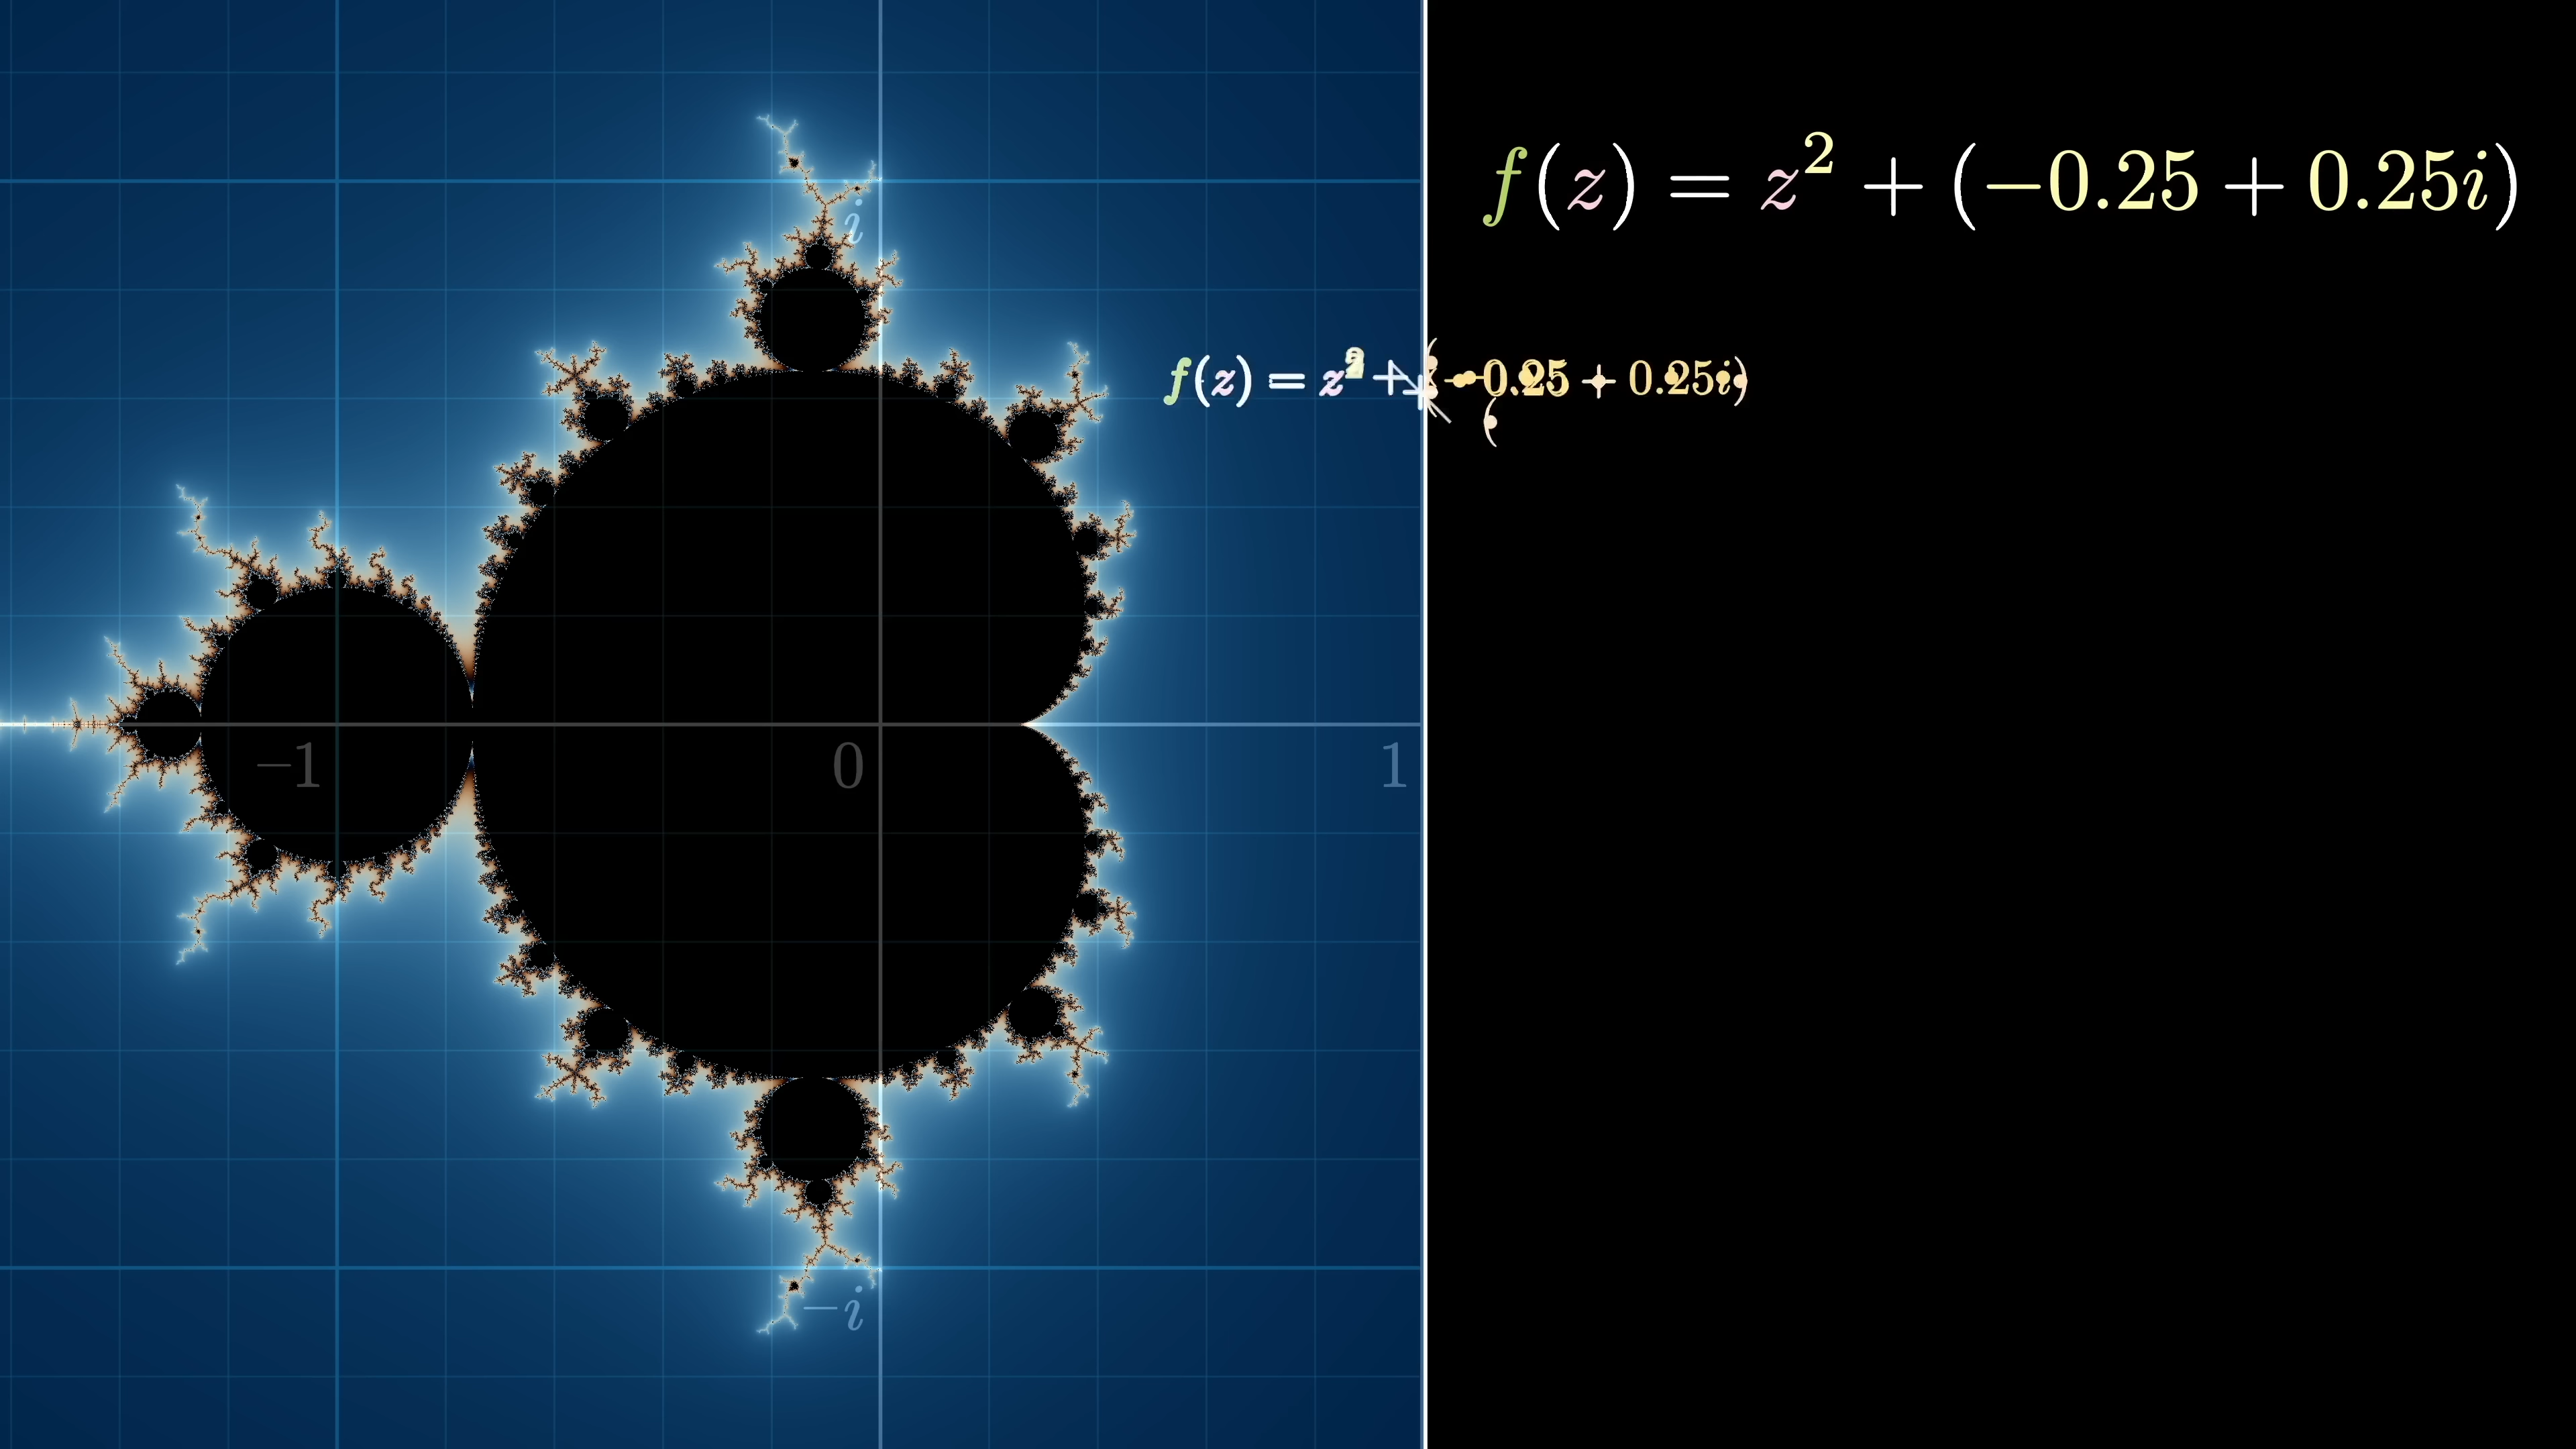 f(z) = z² + (−0.25 + 0.25i)
i
−1
0
1
−i